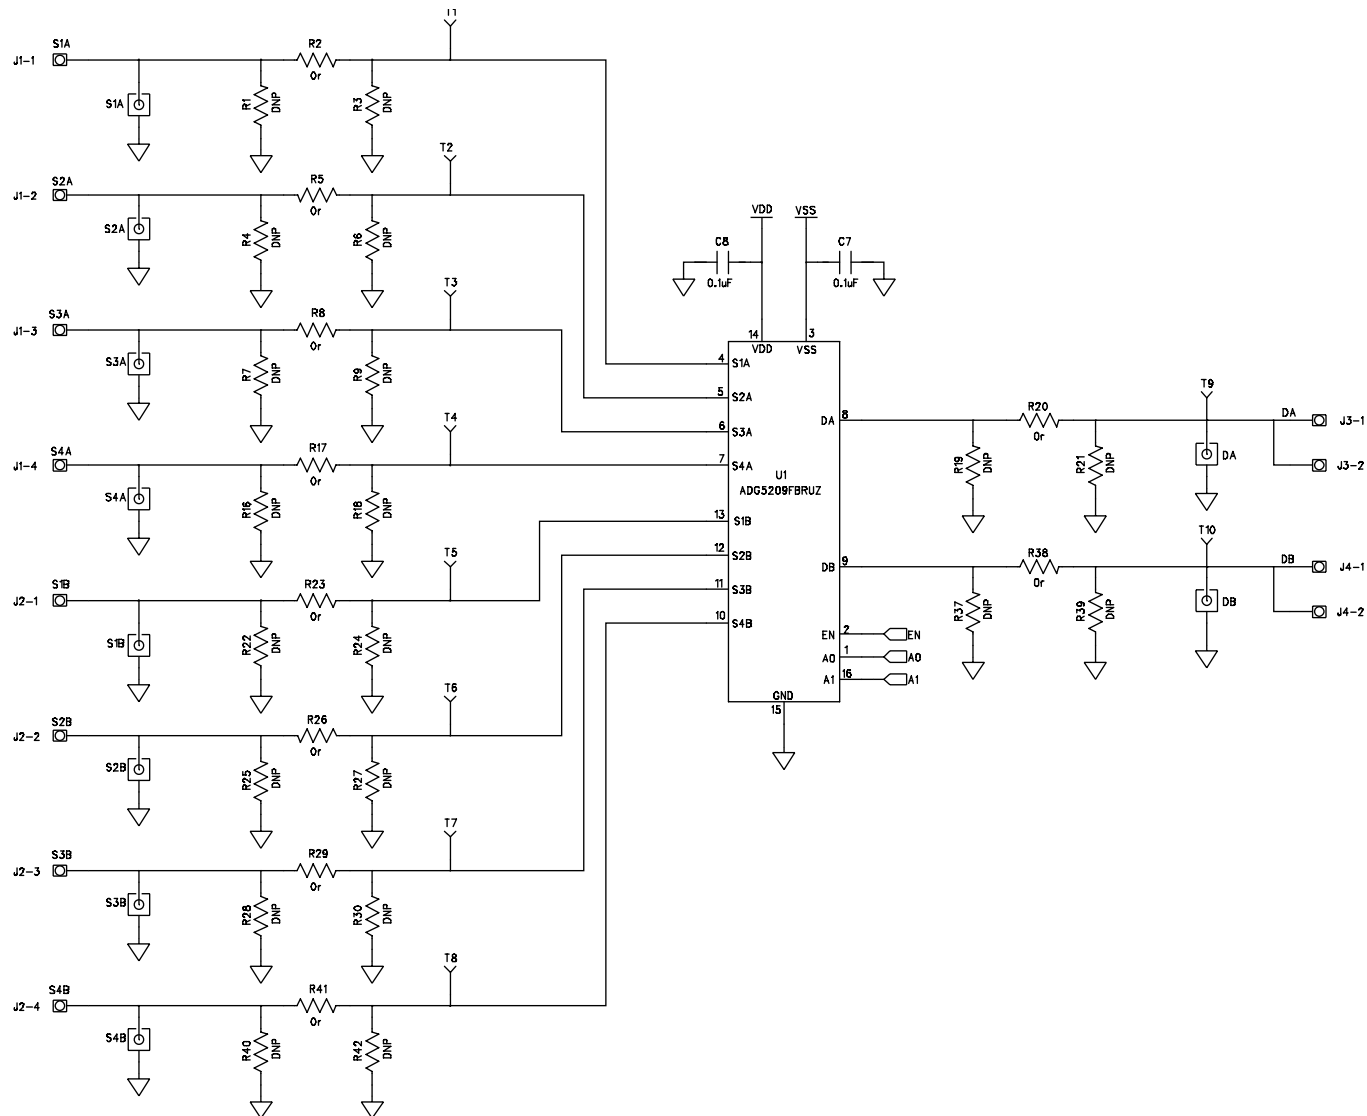 T1
S1A
J1-1
R2
0r
S1A
R1
DNP
R3
DNP
T2
S2A
J1-2
R5
0r
S2A
R4
DNP
R6
DNP
T3
S3A
J1-3
R8
0r
S3A
R7
DNP
R9
DNP
T4
S4A
J1-4
R17
0r
S4A
R16
DNP
R18
DNP
T5
S1B
J2-1
R23
0r
S1B
R22
DNP
R24
DNP
T6
S2B
J2-2
R26
0r
S2B
R25
DNP
R27
DNP
T7
S3B
J2-3
R29
0r
S3B
R28
DNP
R30
DNP
T8
S4B
J2-4
R41
0r
S4B
R40
DNP
R42
DNP
VDD
VSS
C8
0.1uF
C7
0.1uF
14
3
VDD
VSS
4
S1A
5
S2A
6
S3A
7
S4A
U1
ADG5209FBRUZ
13
S1B
12
S2B
11
S3B
10
S4B
DA
8
DB
9
EN
2
EN
A0
1
A0
A1
16
A1
GND
15
R20
0r
R19
DNP
R21
DNP
T9
DA
DA
J3-1
J3-2
R38
0r
R37
DNP
R39
DNP
T10
DB
DB
J4-1
J4-2